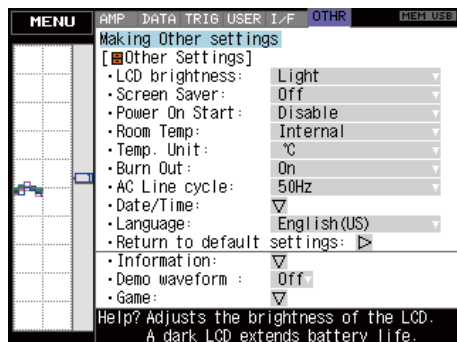 MENU
AMP DATA TRIG USER I/F OTHR MEM USB
Making Other settings
[Other Settings]
・LCD brightness: Light
・Screen Saver: Off
・Power On Start: Disable
・Room Temp: Internal
・Temp. Unit: ℃
・Burn Out: On
・AC Line cycle: 50Hz
・Date/Time: ▽
・Language: English(US)
・Return to default settings: ▷
・Information: ▽
・Demo waveform : Off
・Game: ▽
Help? Adjusts the brightness of the LCD.
A dark LCD extends battery life.